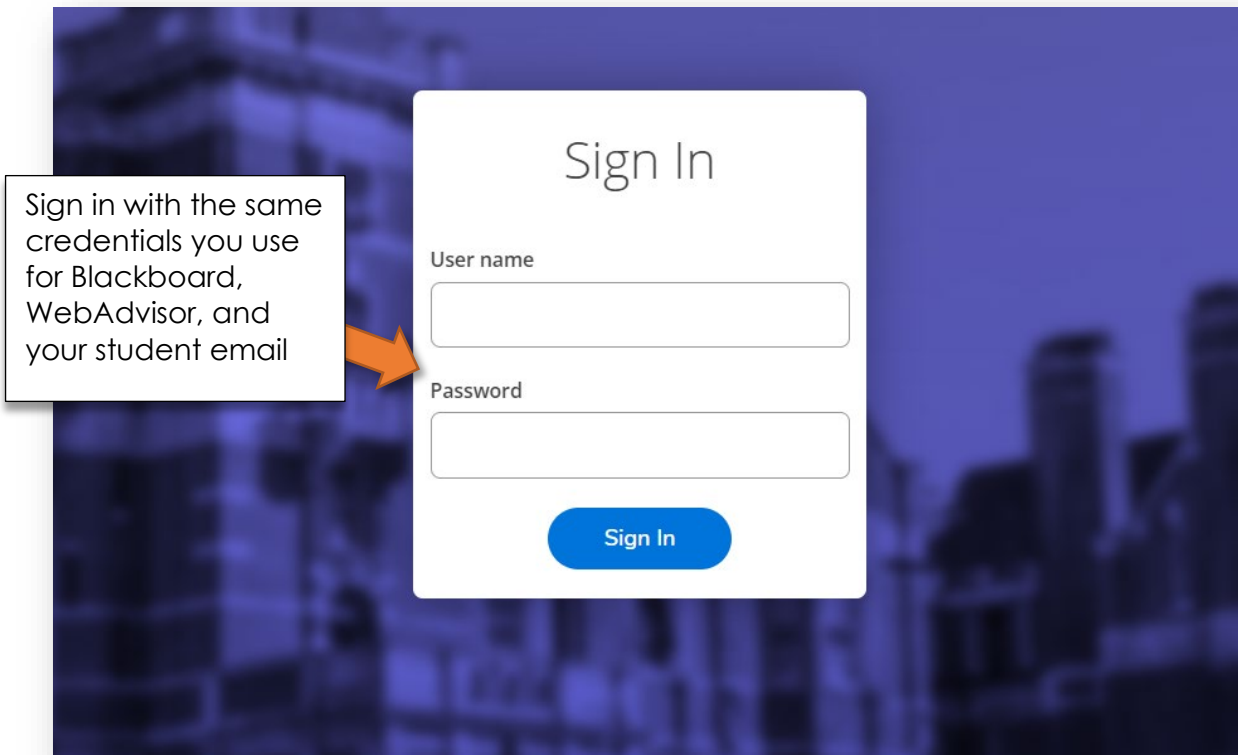 Sign In
Sign in with the same
credentials you use
for Blackboard,
WebAdvisor, and
your student email
User name
Password
Sign In